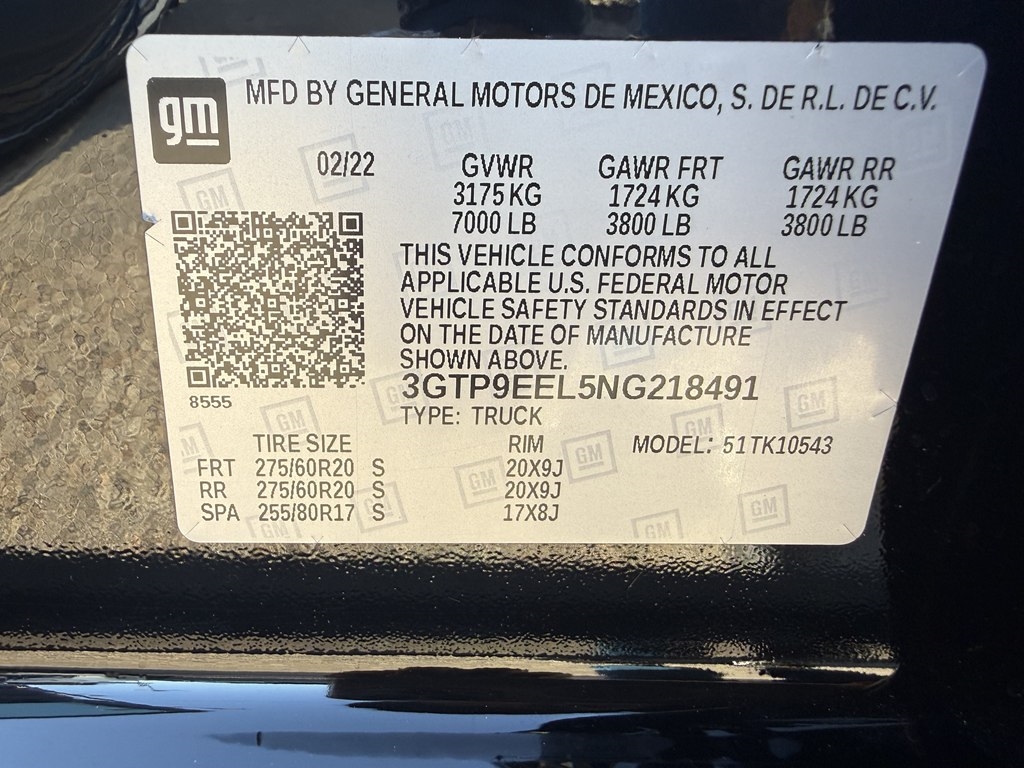 gm MFD BY GENERAL MOTORS DE MEXICO, S. DE R.L. DE C.V.
02/22 GVWR GAWR FRT GAWR RR
3175 KG 1724 KG 1724 KG
7000 LB 3800 LB 3800 LB
THIS VEHICLE CONFORMS TO ALL
APPLICABLE U.S. FEDERAL MOTOR
VEHICLE SAFETY STANDARDS IN EFFECT
ON THE DATE OF MANUFACTURE
SHOWN ABOVE.
3GTP9EEL5NG218491
8555
TYPE: TRUCK
TIRE SIZE RIM MODEL: 51TK10543
FRT 275/60R20 S 20X9J
RR 275/60R20 S 20X9J
SPA 255/80R17 S 17X8J